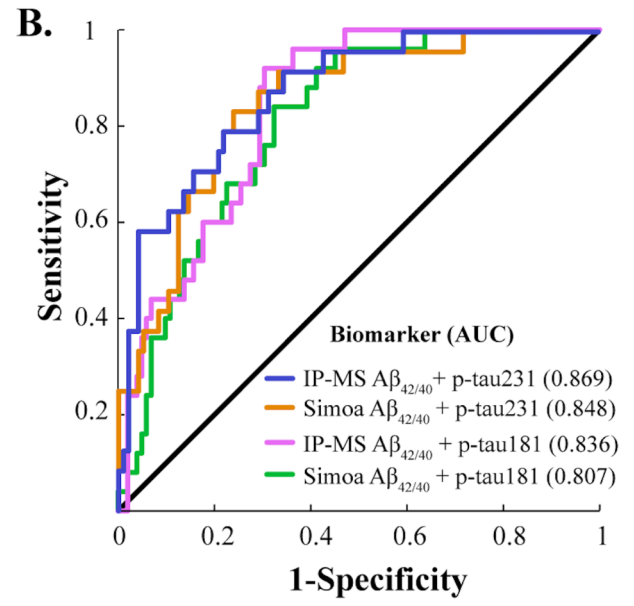 B.
1
0.8
0.6
0.4
0.2
Sensitivity
Biomarker (AUC)
IP-MS Aβ42/40 + p-tau231 (0.869)
Simoa Aβ42/40 + p-tau231 (0.848)
IP-MS Aβ42/40 + p-tau181 (0.836)
Simoa Aβ42/40 + p-tau181 (0.807)
0 0.2 0.4 0.6 0.8 1
1-Specificity